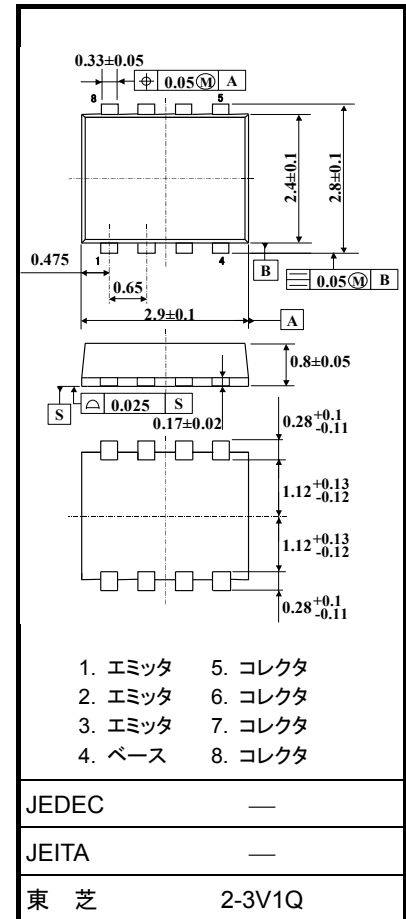 0.33±0.05
⌖ 0.05Ⓜ A
8 5
2.4±0.1
2.8±0.1
0.475
1 4
B
⌯ 0.05Ⓜ B
0.65
2.9±0.1
A
0.8±0.05
S
⌓ 0.025 S
0.17±0.02
0.28 +0.1 -0.11
1.12 +0.13 -0.12
1.12 +0.13 -0.12
0.28 +0.1 -0.11
1. エミッタ 5. コレクタ
2. エミッタ 6. コレクタ
3. エミッタ 7. コレクタ
4. ベース 8. コレクタ
JEDEC ―
JEITA ―
東 芝 2-3V1Q